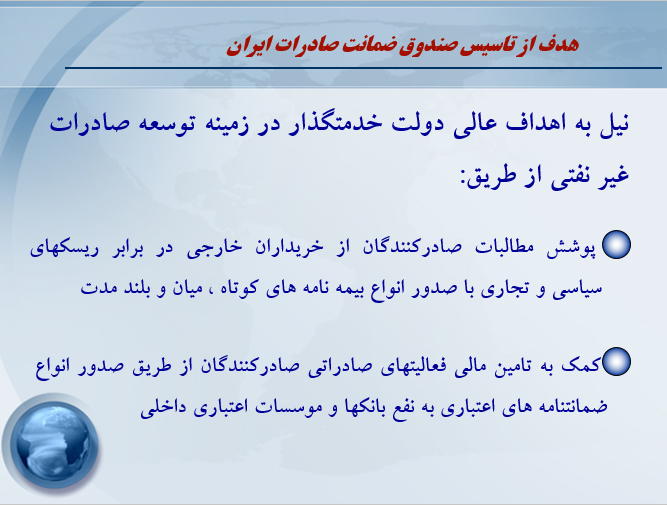 هدف از تاسیس صندوق ضمانت صادرات ایران
نیل به اهداف عالی دولت خدمتگذار در زمینه توسعه صادرات
غیر نفتی از طریق:
پوشش مطالبات صادرکنندگان از خریداران خارجی در برابر ریسکهای
سیاسی و تجاری با صدور انواع بیمه نامه های کوتاه ، میان و بلند مدت
کمک به تامین مالی فعالیتهای صادراتی صادرکنندگان از طریق صدور انواع
ضمانتنامه های اعتباری به نفع بانکها و موسسات اعتباری داخلی